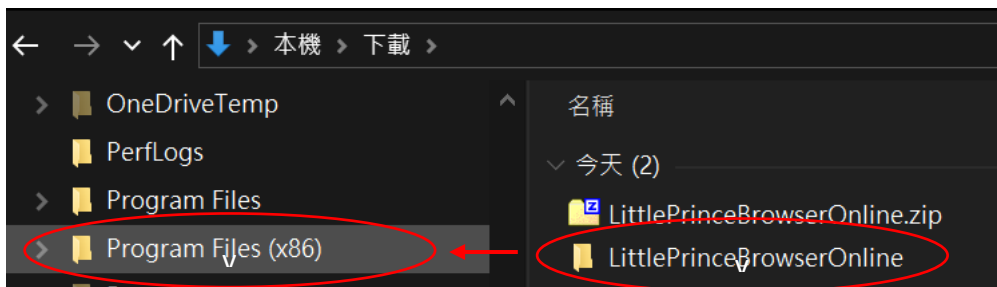 本機 > 下載 >
OneDriveTemp
PerfLogs
Program Files
Program Files (x86)
名稱
今天 (2)
LittlePrinceBrowserOnline.zip
LittlePrinceBrowserOnline